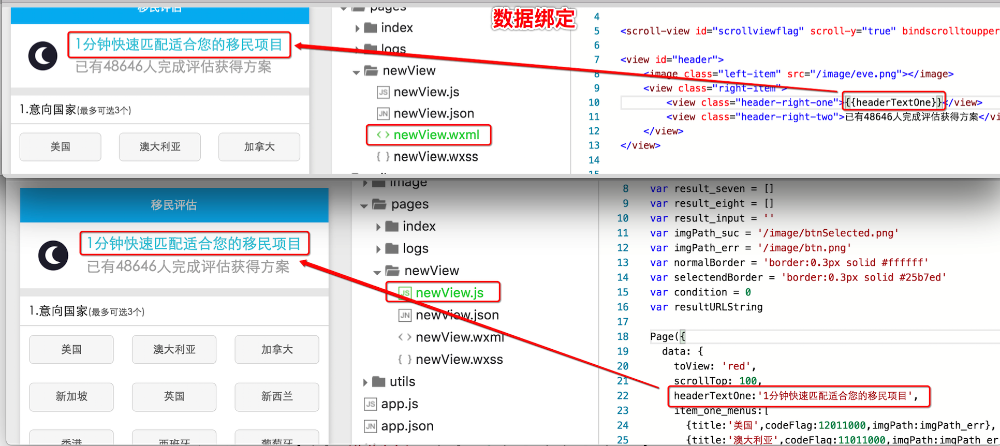 移民评估
1分钟快速匹配适合您的移民项目
已有48646人完成评估获得方案
1.意向国家(最多可选3个)
美国
澳大利亚
加拿大
pages
index
logs
newView
JS newView.js
JN newView.json
<> newView.wxml
{ } newView.wxss
数据绑定
4
5 <scroll-view id="scrollviewflag" scroll-y="true" bindscrolltoupper
6
7 <view id="header">
8 <image class="left-item" src="/image/eve.png"></image>
9 <view class="right-item">
10 <view class="header-right-one">{{headerTextOne}}</view>
11 <view class="header-right-two">已有48646人完成评估获得方案</vi
12 </view>
13 </view>
14
15
移民评估
1分钟快速匹配适合您的移民项目
已有48646人完成评估获得方案
1.意向国家(最多可选3个)
美国
澳大利亚
加拿大
新加坡
英国
新西兰
香港
西班牙
葡萄牙
image
pages
index
logs
newView
JS newView.js
JN newView.json
<> newView.wxml
{ } newView.wxss
utils
JS app.js
JN app.json
8 var result_seven = []
9 var result_eight = []
10 var result_input = ''
11 var imgPath_suc = '/image/btnSelected.png'
12 var imgPath_err = '/image/btn.png'
13 var normalBorder = 'border:0.3px solid #ffffff'
14 var selectendBorder = 'border:0.3px solid #25b7ed'
15 var condition = 0
16 var resultURLString
17
18 Page({
19 data: {
20 toView: 'red',
21 scrollTop: 100,
22 headerTextOne:'1分钟快速匹配适合您的移民项目',
23 item_one_menus:[
24 {title:'美国',codeFlag:12011000,imgPath:imgPath_err},
25 {title:'澳大利亚',codeFlag:11011000,imgPath:imgPath_er